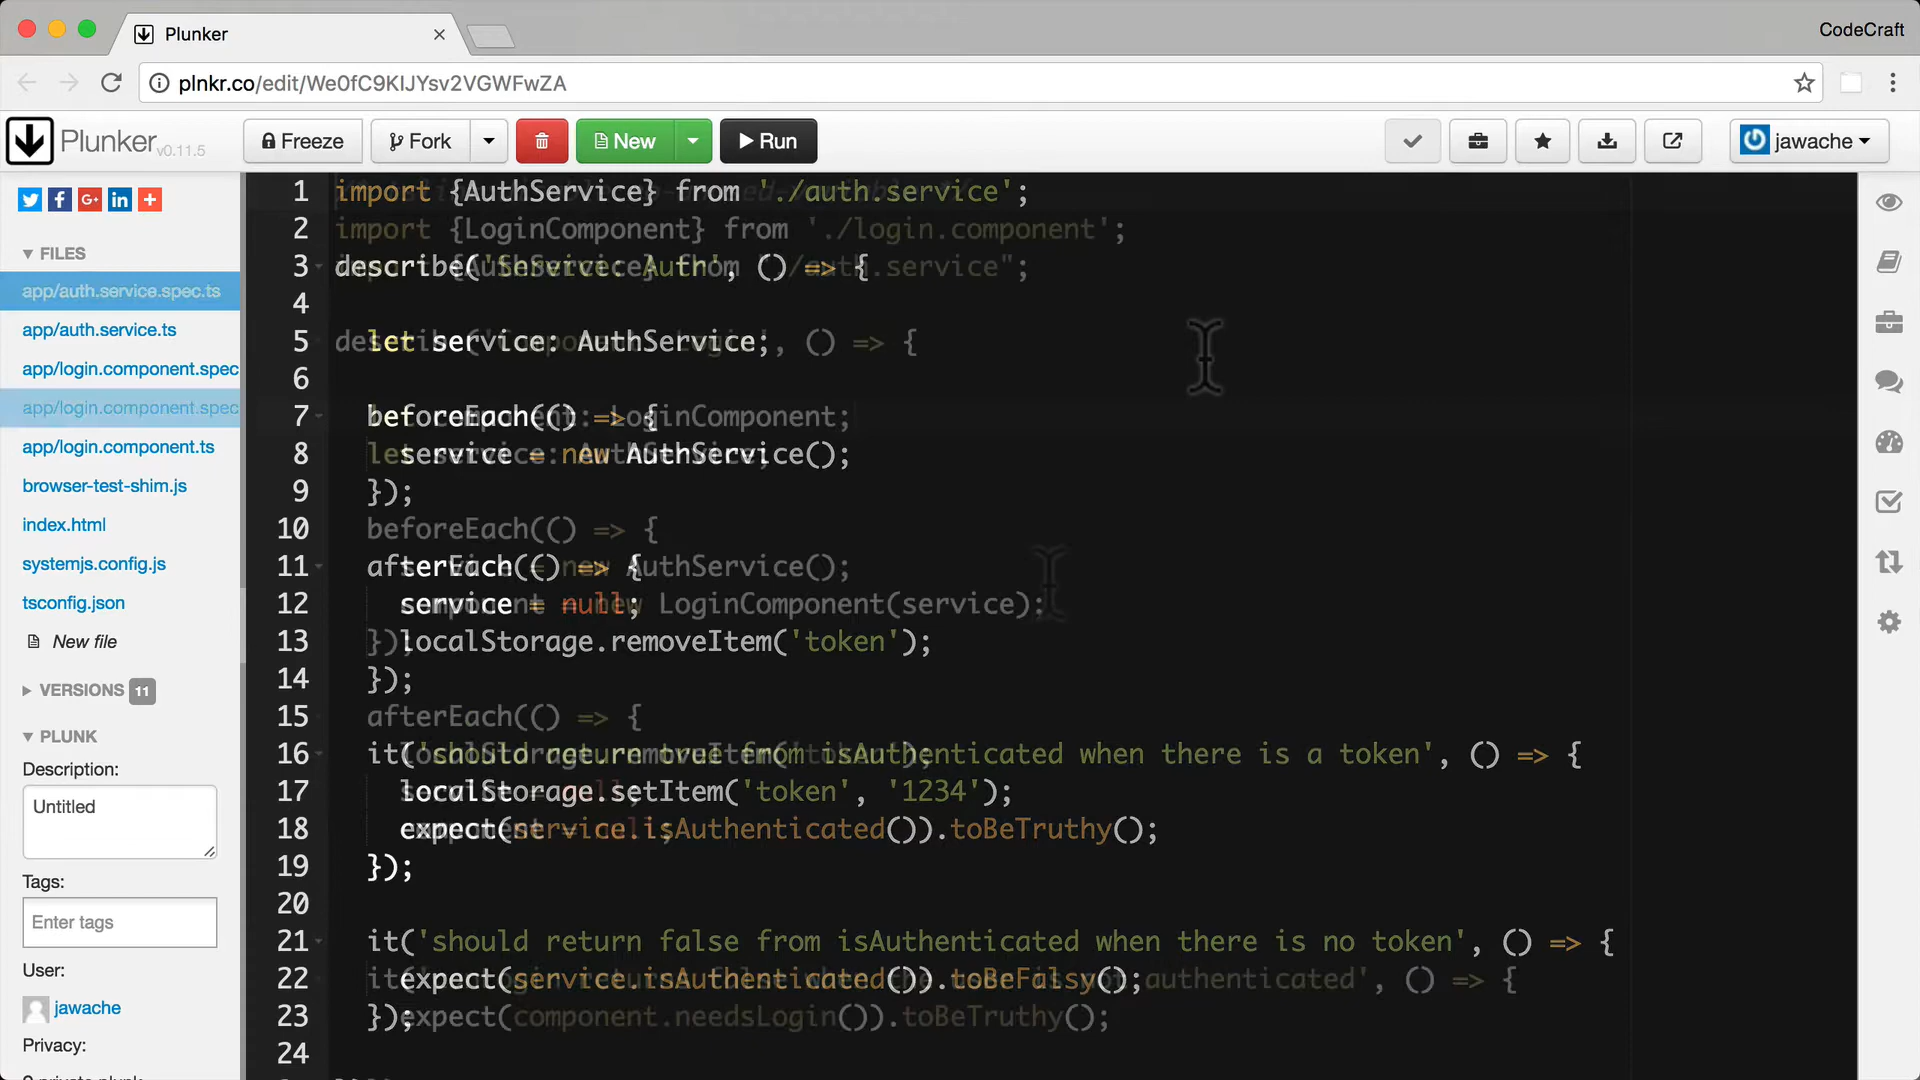 Plunker
CodeCraft
plnkr.co/edit/We0fC9KIJYsv2VGWFwZA
Plunker v0.11.5
Freeze
Fork
New
Run
jawache
FILES
app/auth.service.spec.ts
app/auth.service.ts
app/login.component.spec
app/login.component.spec
app/login.component.ts
browser-test-shim.js
index.html
systemjs.config.js
tsconfig.json
New file
VERSIONS 11
PLUNK
Description:
Untitled
Tags:
Enter tags
User:
jawache
Privacy:
1 import {AuthService} from './auth.service';
2 import {LoginComponent} from './login.component';
3 describe('Service: Auth', () => {
4
5 let service: AuthService;
6
7 beforeEach(() => {
8 service = new AuthService();
9 });
10 beforeEach(() => {
11 afterEach(() => {
12 service = null;
13 localStorage.removeItem('token');
14 });
15 afterEach(() => {
16 it('should return true from isAuthenticated when there is a token', () => {
17 localStorage.setItem('token', '1234');
18 expect(service.isAuthenticated()).toBeTruthy();
19 });
20
21 it('should return false from isAuthenticated when there is no token', () => {
22 expect(service.isAuthenticated()).toBeFalsy();
23 }); expect(component.needsLogin()).toBeTruthy();
24